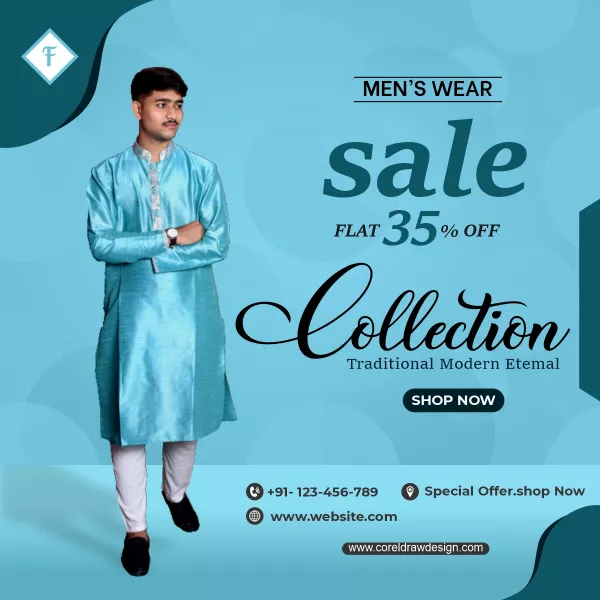 F
MEN'S WEAR
sale
FLAT 35% OFF
Collection
Traditional Modern Etemal
SHOP NOW
+91- 123-456-789
Special Offer.shop Now
www.website.com
www.coreldrawdesign.com